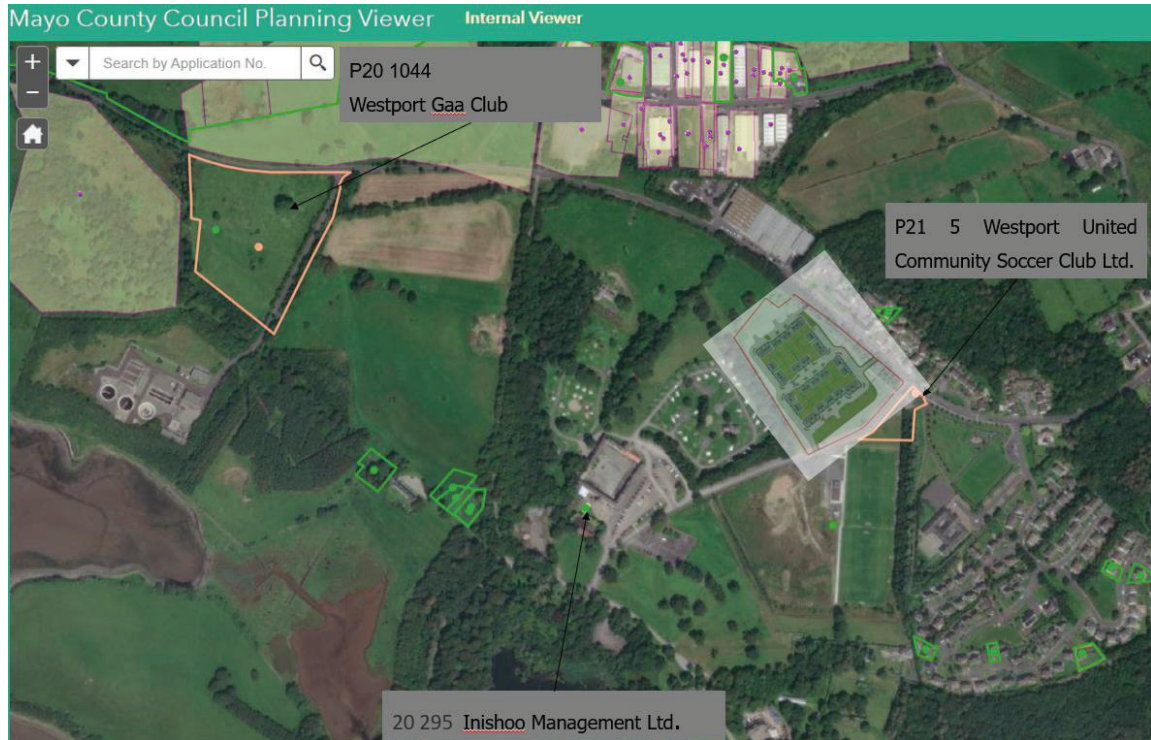 Mayo County Council Planning Viewer Internal Viewer
+
Search by Application No.
−
P20 1044
Westport Gaa Club
P21 5 Westport United
Community Soccer Club Ltd.
20 295 Inishoo Management Ltd.